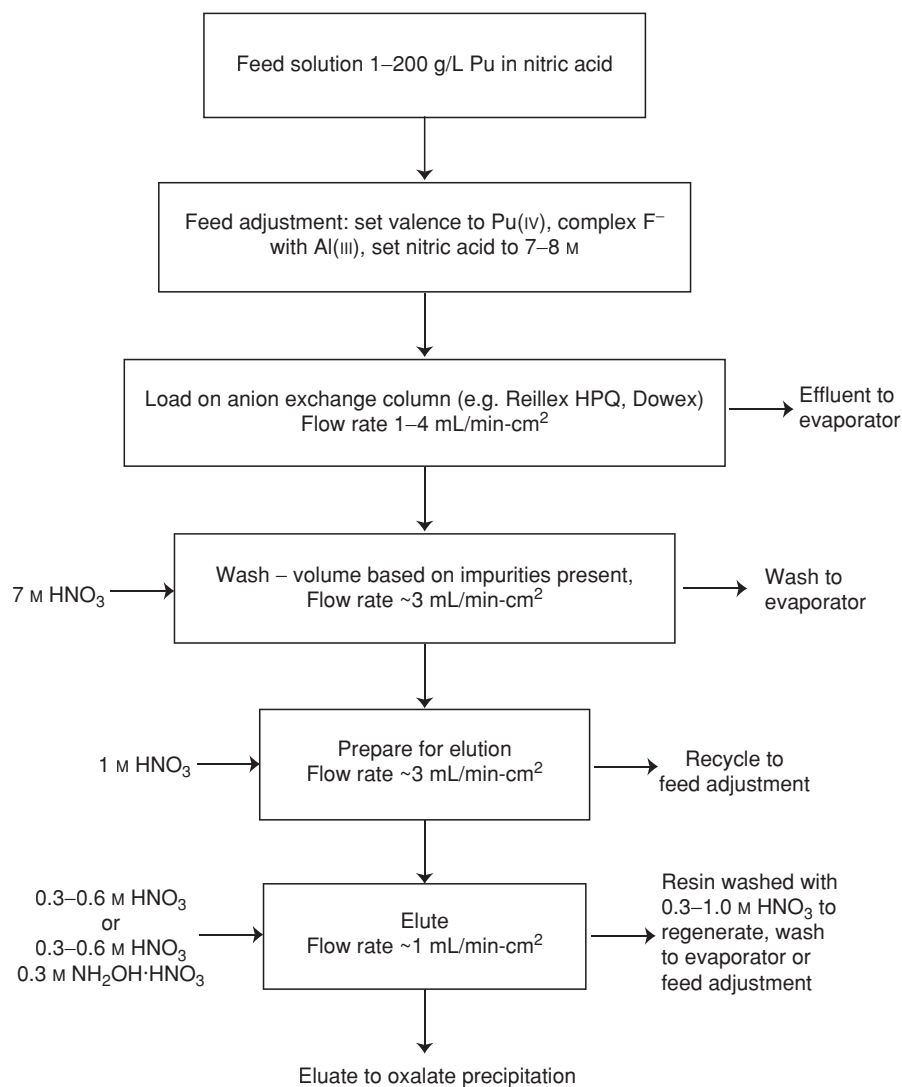 Feed solution 1–200 g/L Pu in nitric acid
Feed adjustment: set valence to Pu(IV), complex F⁻
with Al(III), set nitric acid to 7–8 M
Load on anion exchange column (e.g. Reillex HPQ, Dowex)
Flow rate 1–4 mL/min-cm²
Effluent to
evaporator
7 M HNO₃
Wash – volume based on impurities present,
Flow rate ~3 mL/min-cm²
Wash to
evaporator
1 M HNO₃
Prepare for elution
Flow rate ~3 mL/min-cm²
Recycle to
feed adjustment
0.3–0.6 M HNO₃
or
0.3–0.6 M HNO₃
0.3 M NH₂OH·HNO₃
Elute
Flow rate ~1 mL/min-cm²
Resin washed with
0.3–1.0 M HNO₃ to
regenerate, wash
to evaporator or
feed adjustment
Eluate to oxalate precipitation